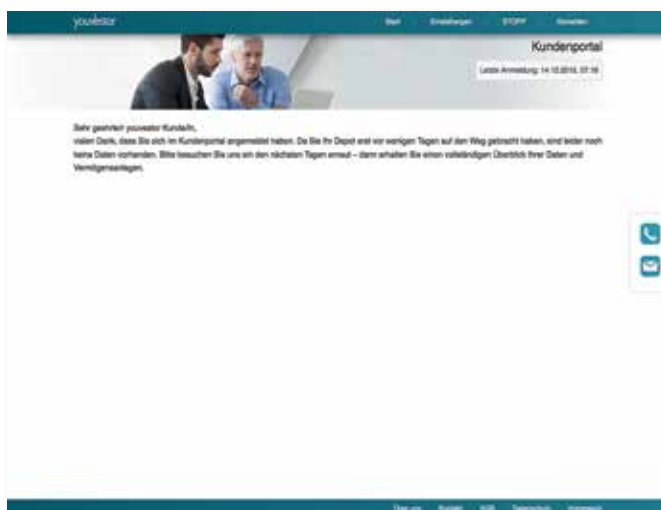 youvestor
Start Einstellungen STOPP Abmelden
Kundenportal
Letzte Anmeldung: 14.12.2015, 07:16
Sehr geehrte/r youvestor Kunde/in,
vielen Dank, dass Sie sich im Kundenportal angemeldet haben. Da Sie Ihr Depot erst vor wenigen Tagen auf den Weg gebracht haben, sind leider noch
keine Daten vorhanden. Bitte besuchen Sie uns in den nächsten Tagen erneut – dann erhalten Sie einen vollständigen Überblick Ihrer Daten und
Vermögensanlagen.
Über uns Kontakt AGB Datenschutz Impressum